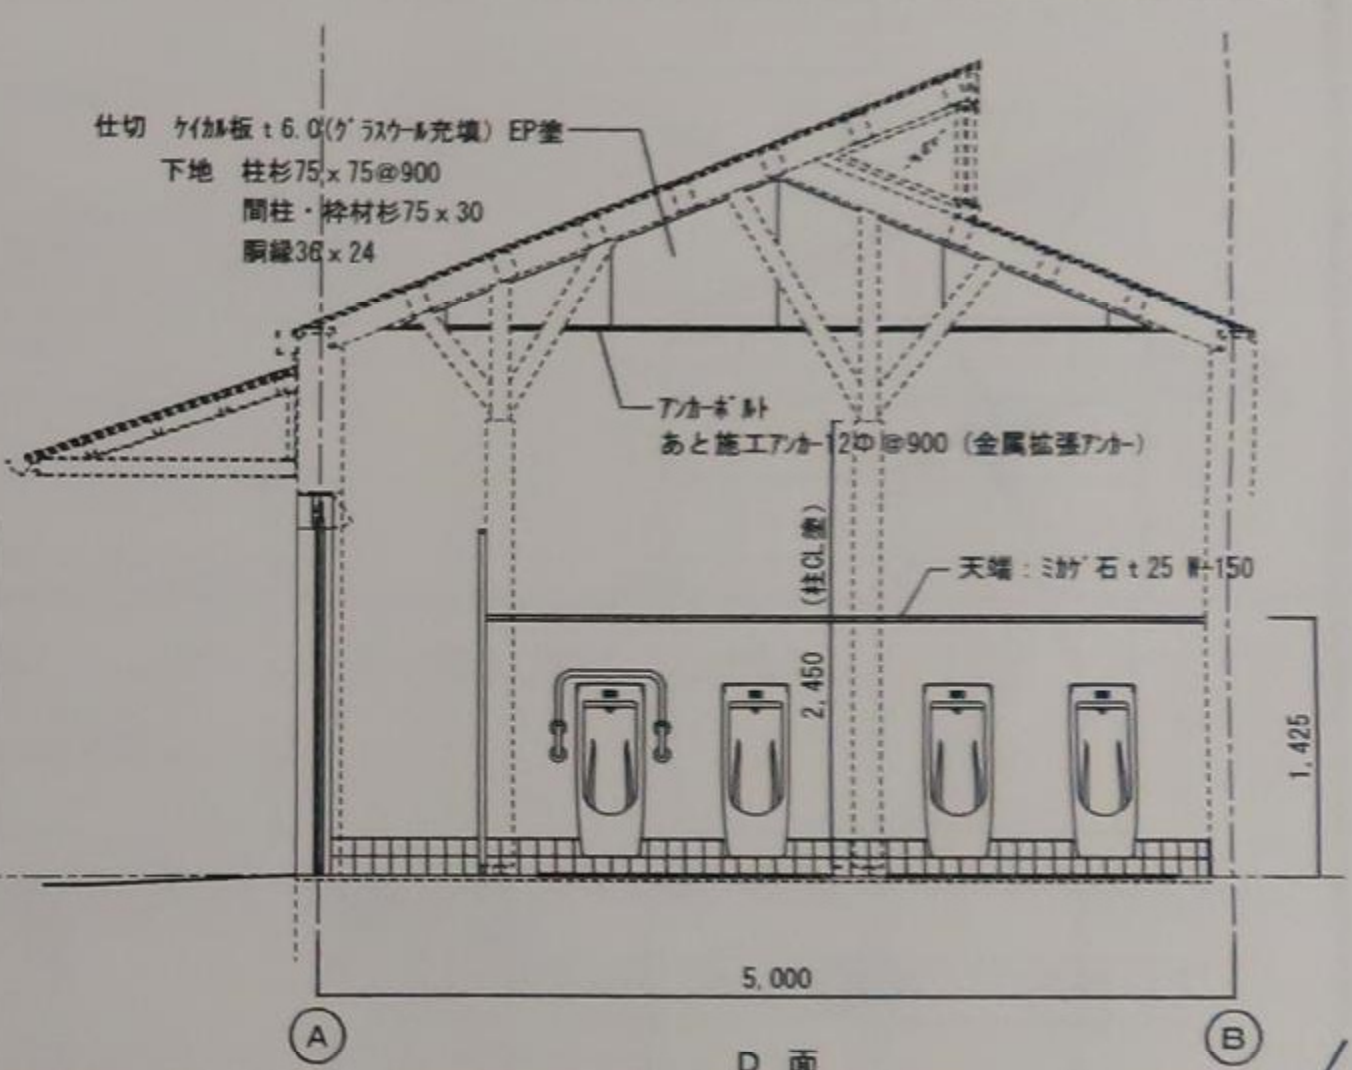 仕切 ケイカル板 t 6.0(グラスウール充填) EP塗
下地 柱杉75 x 75@900
間柱・枠材杉75 x 30
胴縁36 x 24
アンカーボルト
あと施工アンカー12Φ @900 (金属拡張アンカー)
天端:ミカゲ石 t 25 W=150
2,450 (柱CL塗)
1,425
5,000
A
B
D 面